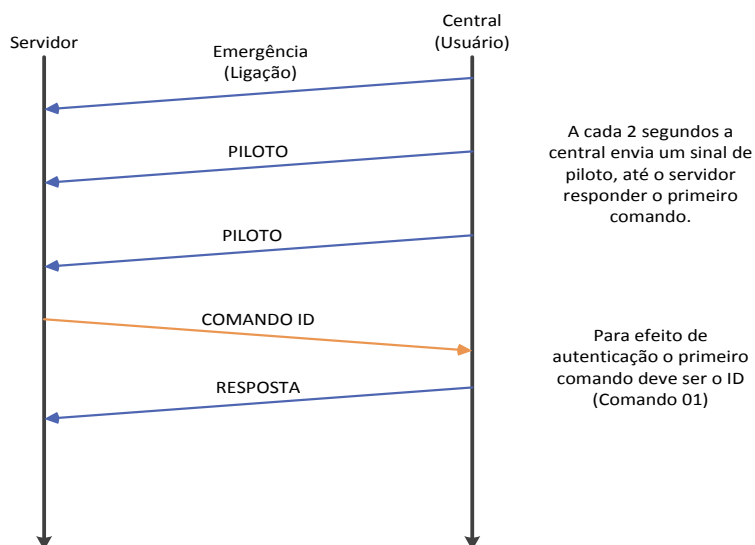 Servidor
Central
(Usuário)
Emergência
(Ligação)
PILOTO
A cada 2 segundos a
central envia um sinal de
piloto, até o servidor
responder o primeiro
comando.
PILOTO
COMANDO ID
Para efeito de
autenticação o primeiro
comando deve ser o ID
(Comando 01)
RESPOSTA